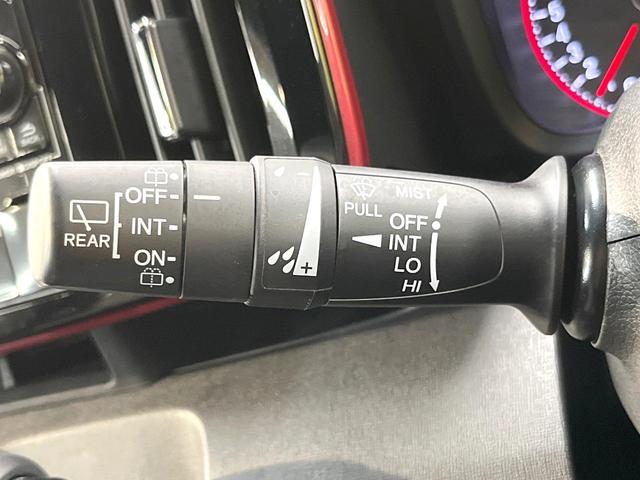 OFF
INT
REAR
ON
-
+
MIST
PULL
OFF
INT
LO
HI